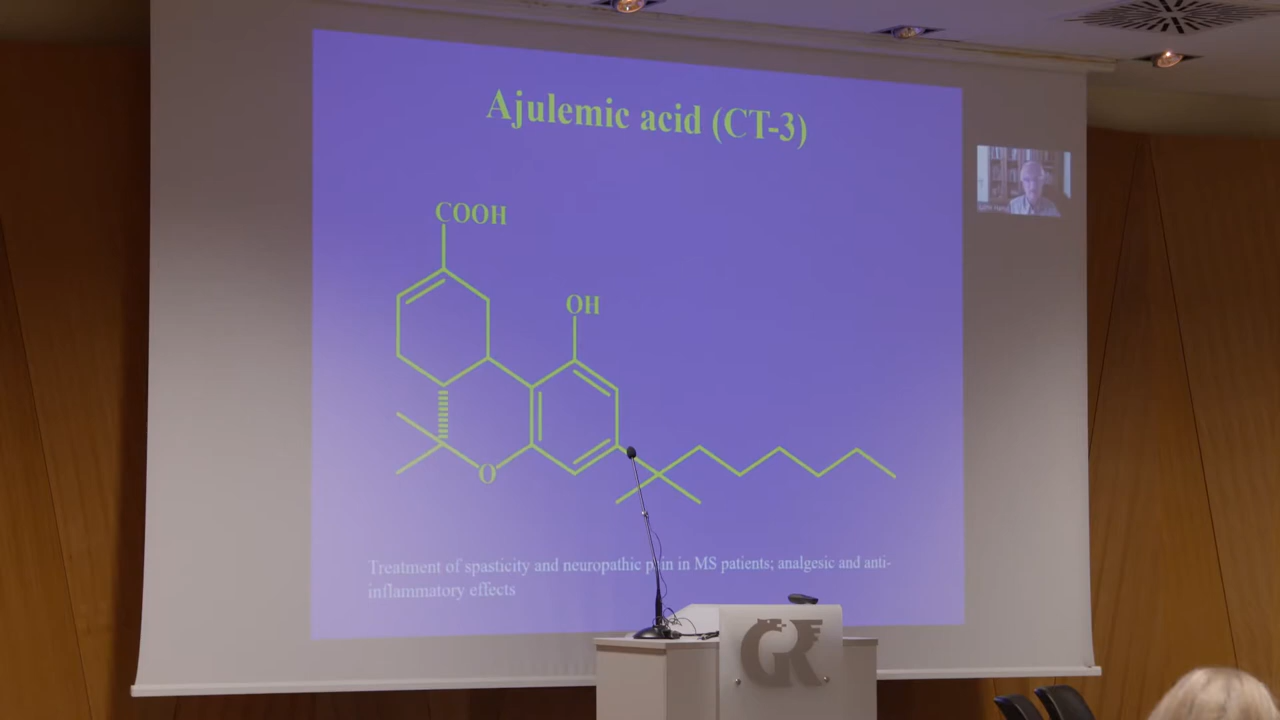 Ajulemic acid (CT-3)
COOH
OH
O
Treatment of spasticity and neuropathic pain in MS patients; analgesic and anti-
inflammatory effects
GR